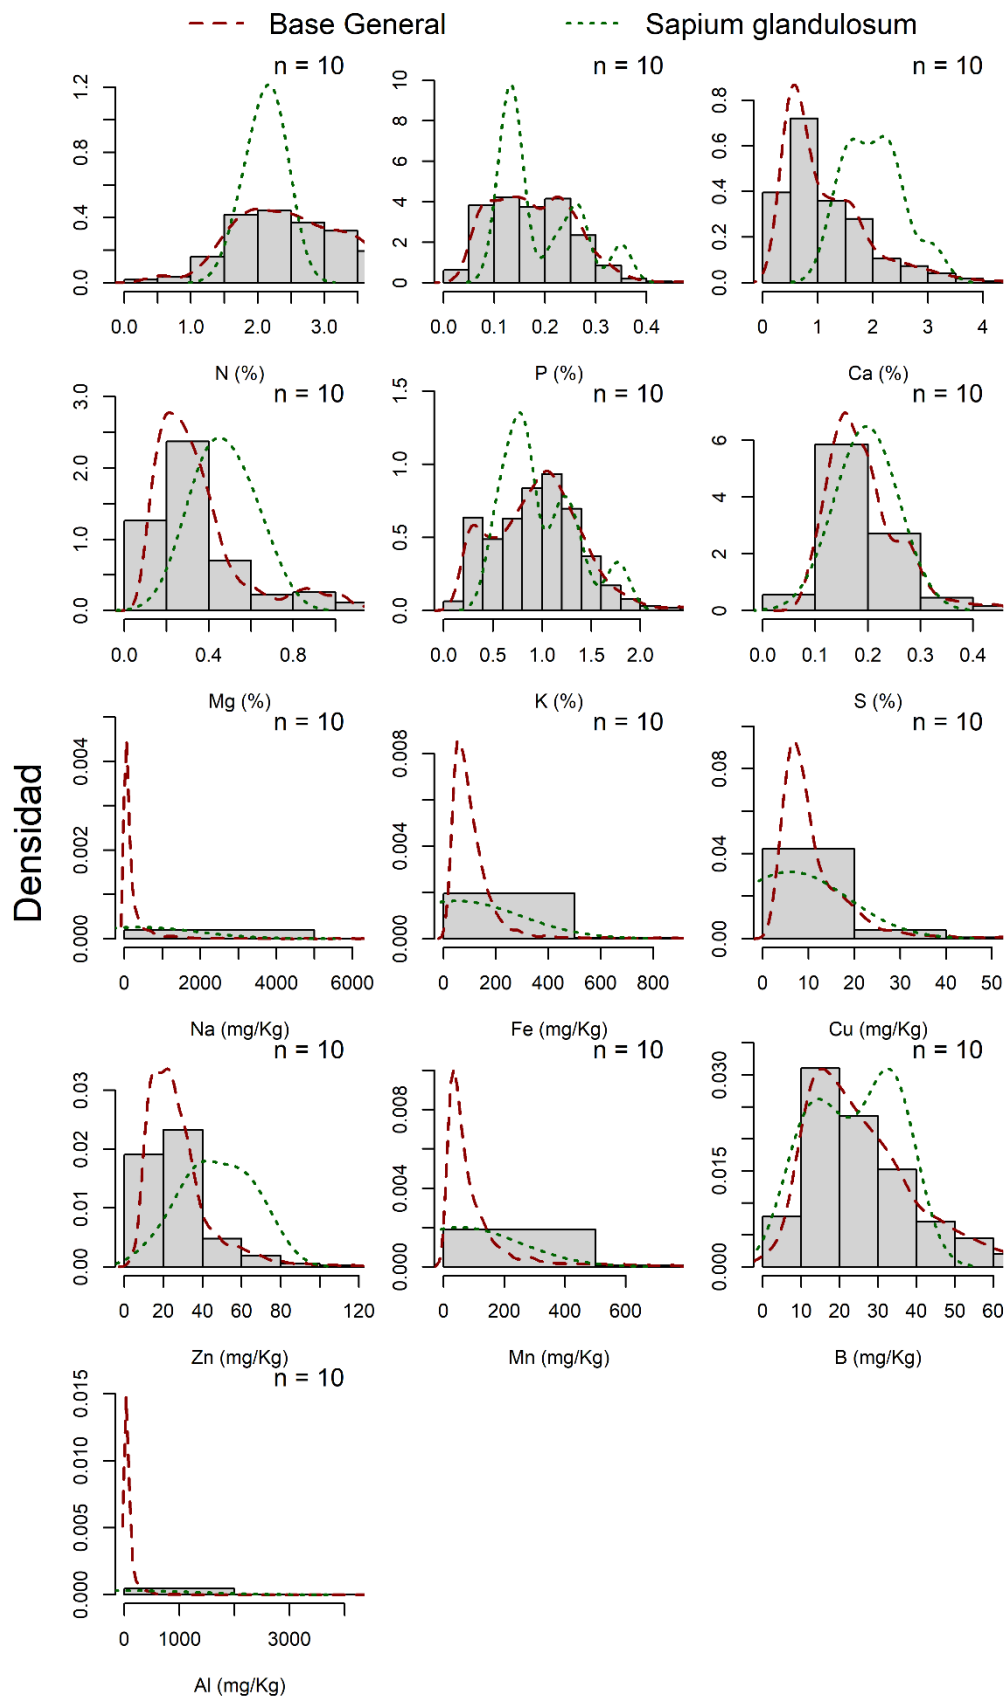 Base General
Sapium glandulosum
Densidad
n = 10
0.0 0.4 0.8 1.2
0.0 1.0 2.0 3.0
N (%)
n = 10
0 2 4 6 8 10
0.0 0.1 0.2 0.3 0.4
P (%)
n = 10
0.0 0.2 0.4 0.6 0.8
0 1 2 3 4
Ca (%)
n = 10
0.0 1.0 2.0 3.0
0.0 0.4 0.8
Mg (%)
n = 10
0.0 0.5 1.0 1.5
0.0 0.5 1.0 1.5 2.0
K (%)
n = 10
0 2 4 6
0.0 0.1 0.2 0.3 0.4
S (%)
n = 10
0.000 0.002 0.004
0 2000 4000 6000
Na (mg/Kg)
n = 10
0.000 0.004 0.008
0 200 400 600 800
Fe (mg/Kg)
n = 10
0.00 0.04 0.08
0 10 20 30 40 50
Cu (mg/Kg)
n = 10
0.00 0.01 0.02 0.03
0 20 40 60 80 120
Zn (mg/Kg)
n = 10
0.000 0.004 0.008
0 200 400 600
Mn (mg/Kg)
n = 10
0.000 0.015 0.030
0 10 20 30 40 50 60
B (mg/Kg)
n = 10
0.000 0.005 0.010 0.015
0 1000 3000
Al (mg/Kg)